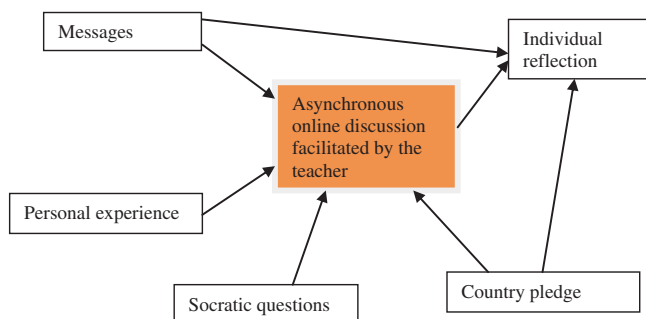 Messages
Individual
reflection
Asynchronous
online discussion
facilitated by the
teacher
Personal experience
Socratic questions
Country pledge